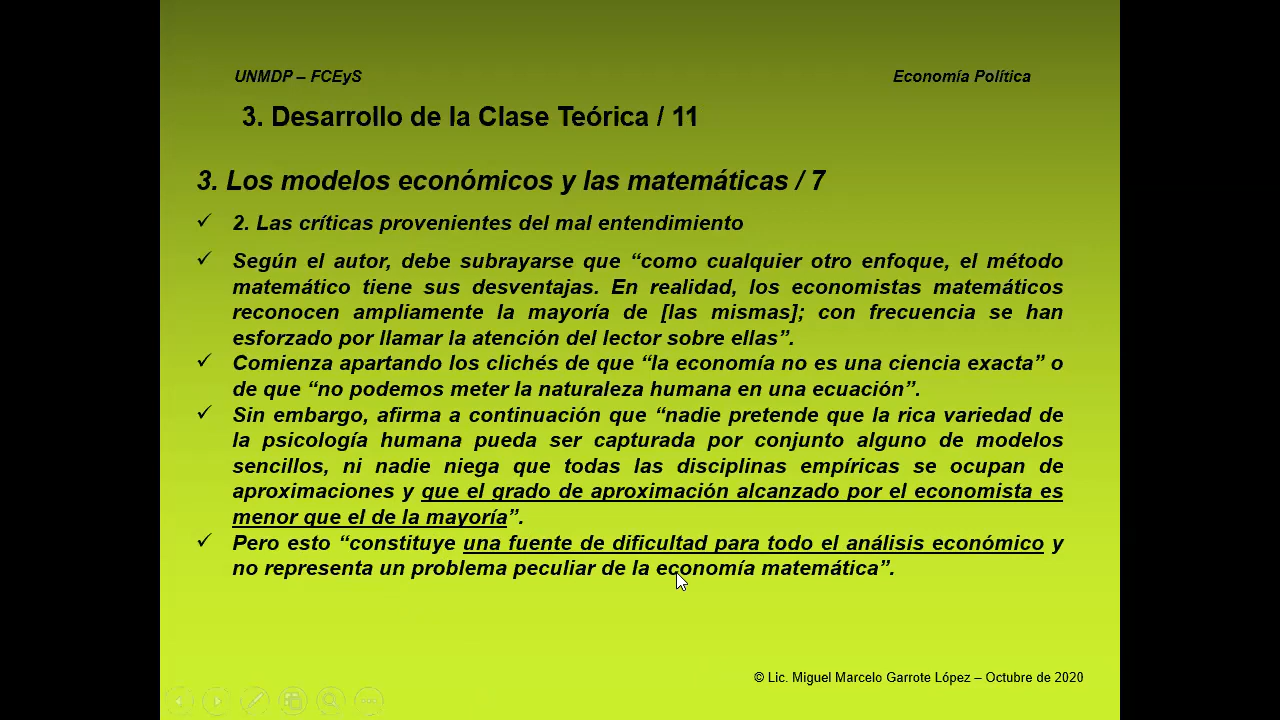 UNMDP – FCEyS
Economía Política
3. Desarrollo de la Clase Teórica / 11
3. Los modelos económicos y las matemáticas / 7
✓ 2. Las críticas provenientes del mal entendimiento
✓ Según el autor, debe subrayarse que “como cualquier otro enfoque, el método
matemático tiene sus desventajas. En realidad, los economistas matemáticos
reconocen ampliamente la mayoría de [las mismas]; con frecuencia se han
esforzado por llamar la atención del lector sobre ellas”.
✓ Comienza apartando los clichés de que “la economía no es una ciencia exacta” o
de que “no podemos meter la naturaleza humana en una ecuación”.
✓ Sin embargo, afirma a continuación que “nadie pretende que la rica variedad de
la psicología humana pueda ser capturada por conjunto alguno de modelos
sencillos, ni nadie niega que todas las disciplinas empíricas se ocupan de
aproximaciones y que el grado de aproximación alcanzado por el economista es
menor que el de la mayoría”.
✓ Pero esto “constituye una fuente de dificultad para todo el análisis económico y
no representa un problema peculiar de la economía matemática”.
© Lic. Miguel Marcelo Garrote López – Octubre de 2020